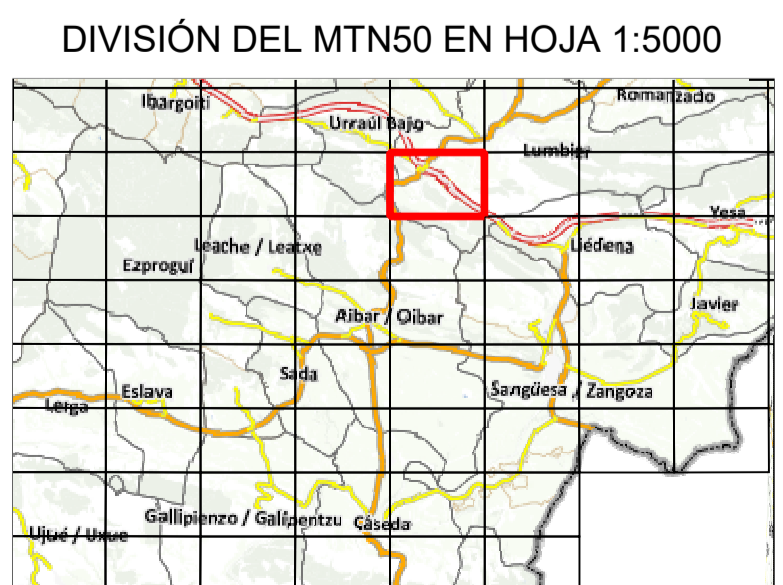 DIVISIÓN DEL MTN50 EN HOJA 1:5000
Ibargoiti
Romanzado
Urraúl Bajo
Lumbier
Yesa
Leache / Leatxe
Liédena
Ezprogui
Javier
Aibar / Oibar
Sada
Eslava
Sangüesa / Zangoza
Lerga
Gallipienzo / Galipentzu
Cáseda
Ujué / Uxue